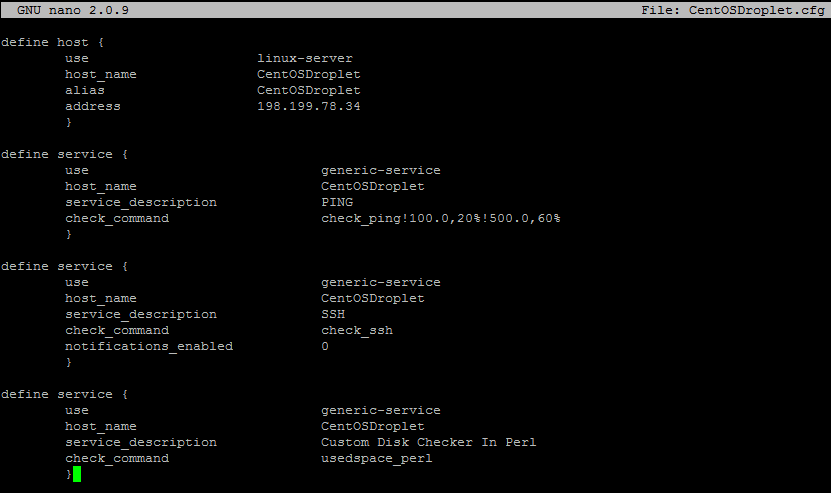 GNU nano 2.0.9 File: CentOSDroplet.cfg
define host {
use linux-server
host_name CentOSDroplet
alias CentOSDroplet
address 198.199.78.34
}
define service {
use generic-service
host_name CentOSDroplet
service_description PING
check_command check_ping!100.0,20%!500.0,60%
}
define service {
use generic-service
host_name CentOSDroplet
service_description SSH
check_command check_ssh
notifications_enabled 0
}
define service {
use generic-service
host_name CentOSDroplet
service_description Custom Disk Checker In Perl
check_command usedspace_perl
}